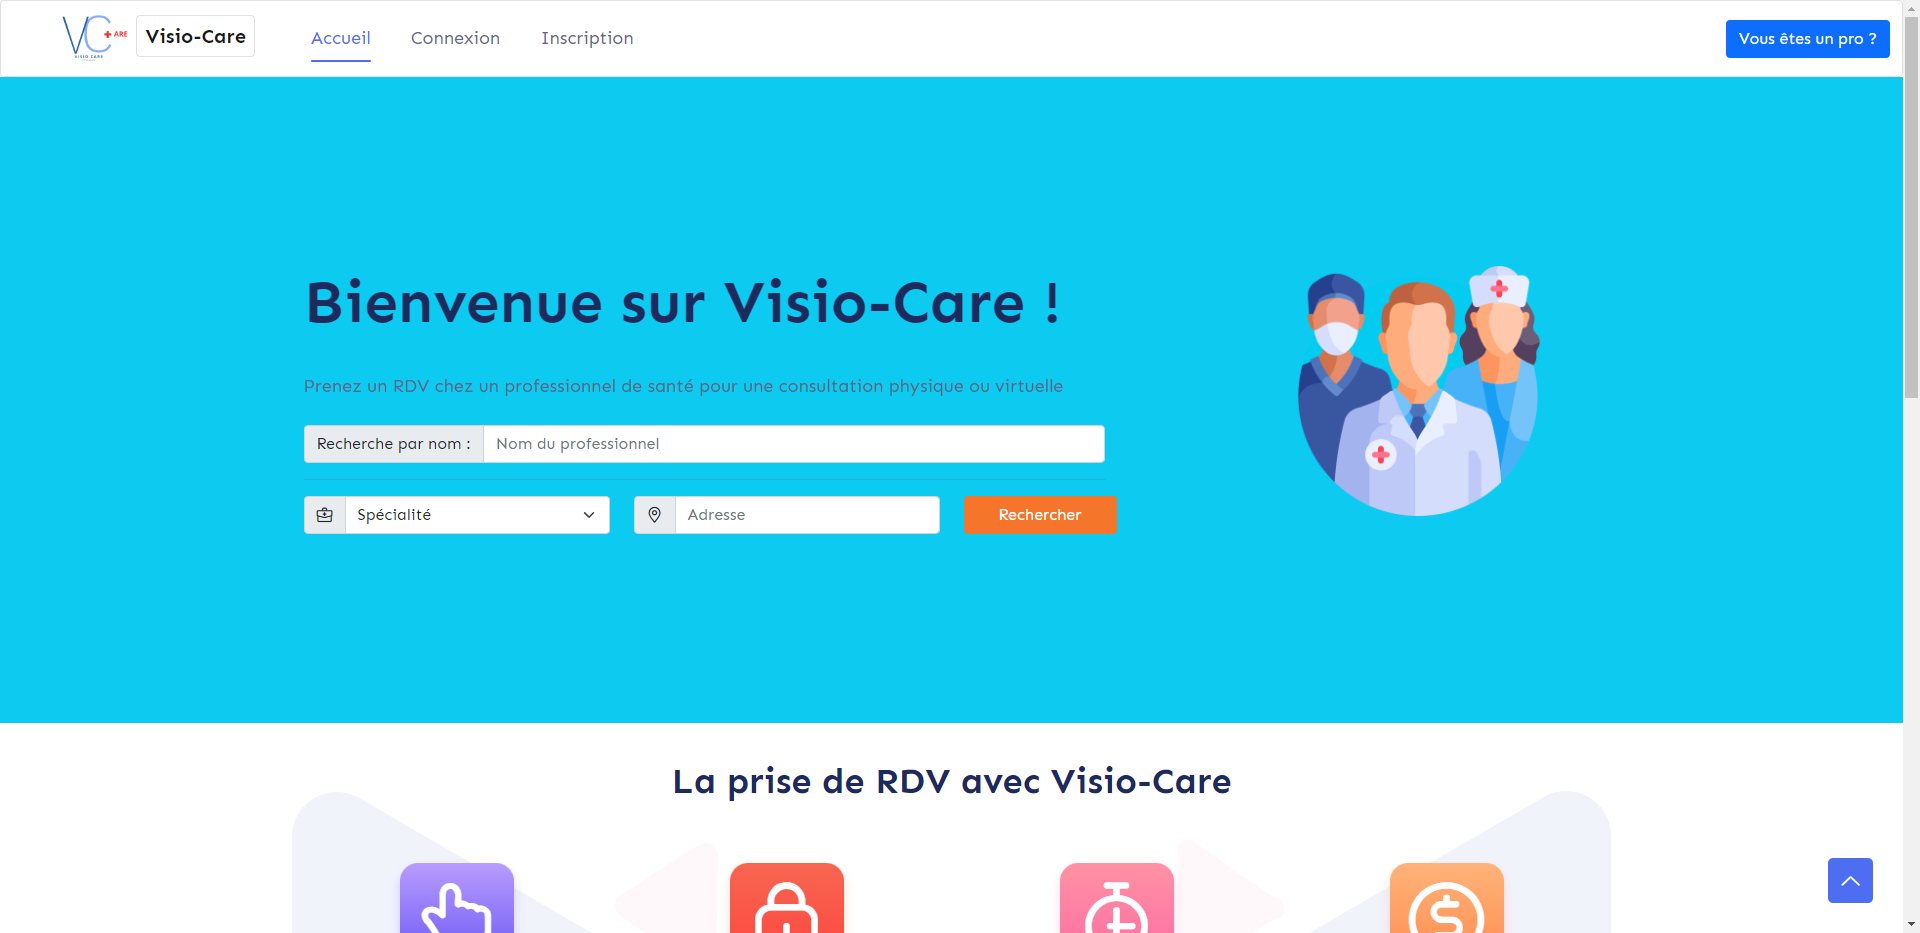 VC+ARE
VISIO CARE
Visio-Care
Accueil
Connexion
Inscription
Vous êtes un pro ?
Bienvenue sur Visio-Care !
Prenez un RDV chez un professionnel de santé pour une consultation physique ou virtuelle
Recherche par nom :
Nom du professionnel
Spécialité
Adresse
Rechercher
La prise de RDV avec Visio-Care